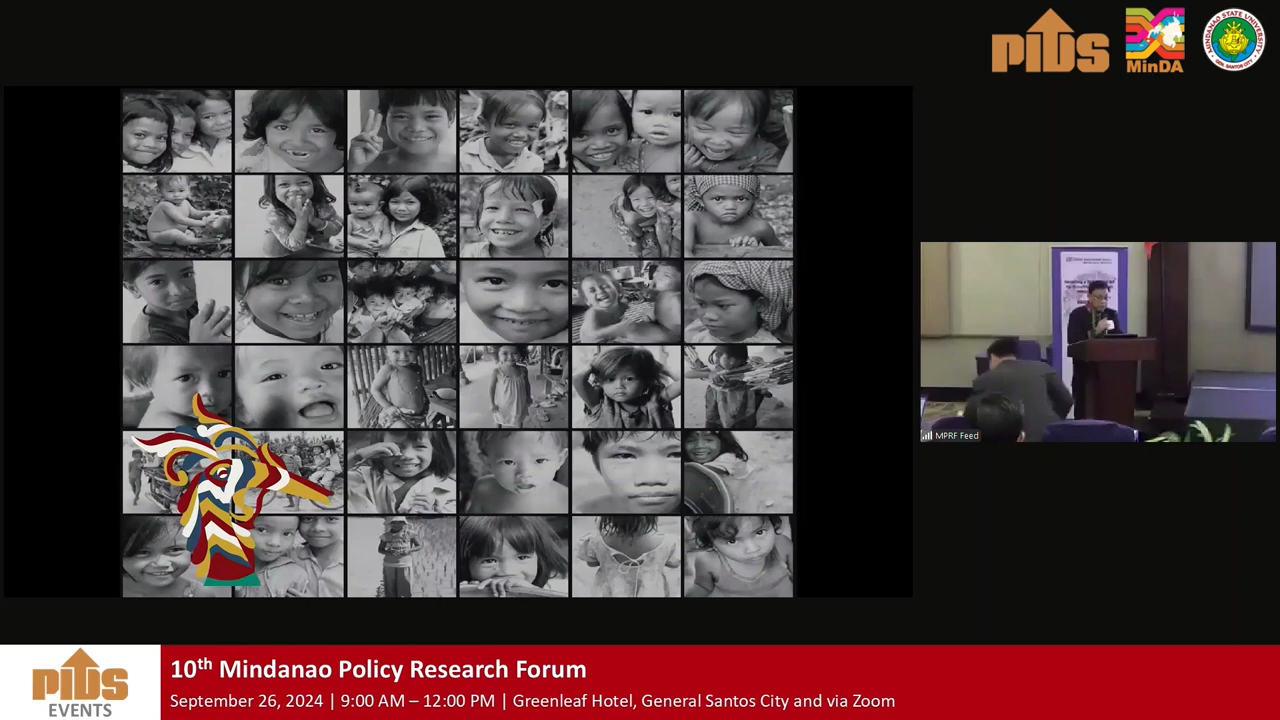 PIDS
MinDA
MINDANAO STATE UNIVERSITY
GEN. SANTOS CITY
MPRF Feed
PIDS
EVENTS
10th Mindanao Policy Research Forum
September 26, 2024 | 9:00 AM – 12:00 PM | Greenleaf Hotel, General Santos City and via Zoom